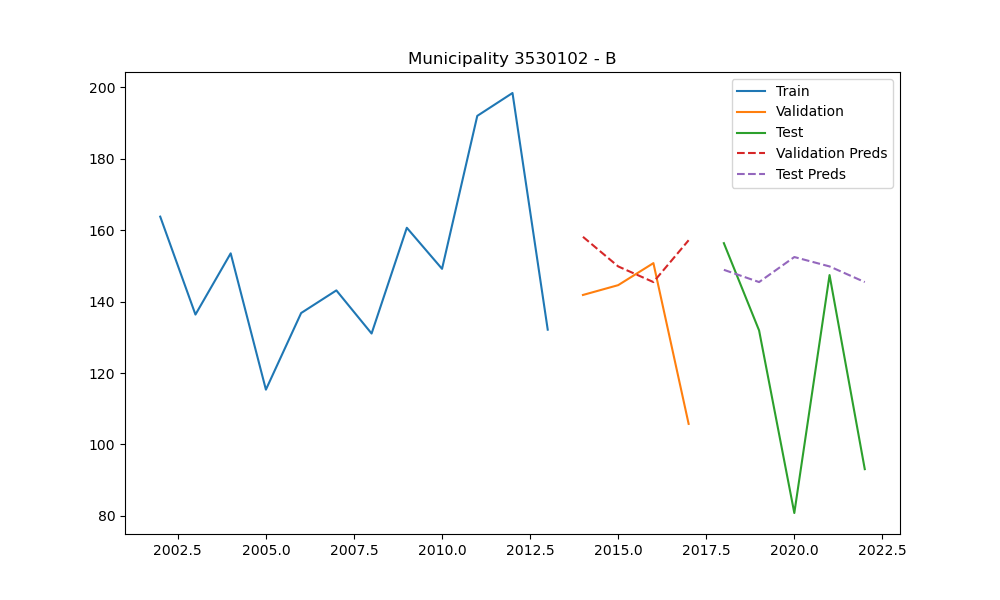 Municipality 3530102 - B
Train
Validation
Test
Validation Preds
Test Preds
200
180
160
140
120
100
80
2002.5 2005.0 2007.5 2010.0 2012.5 2015.0 2017.5 2020.0 2022.5